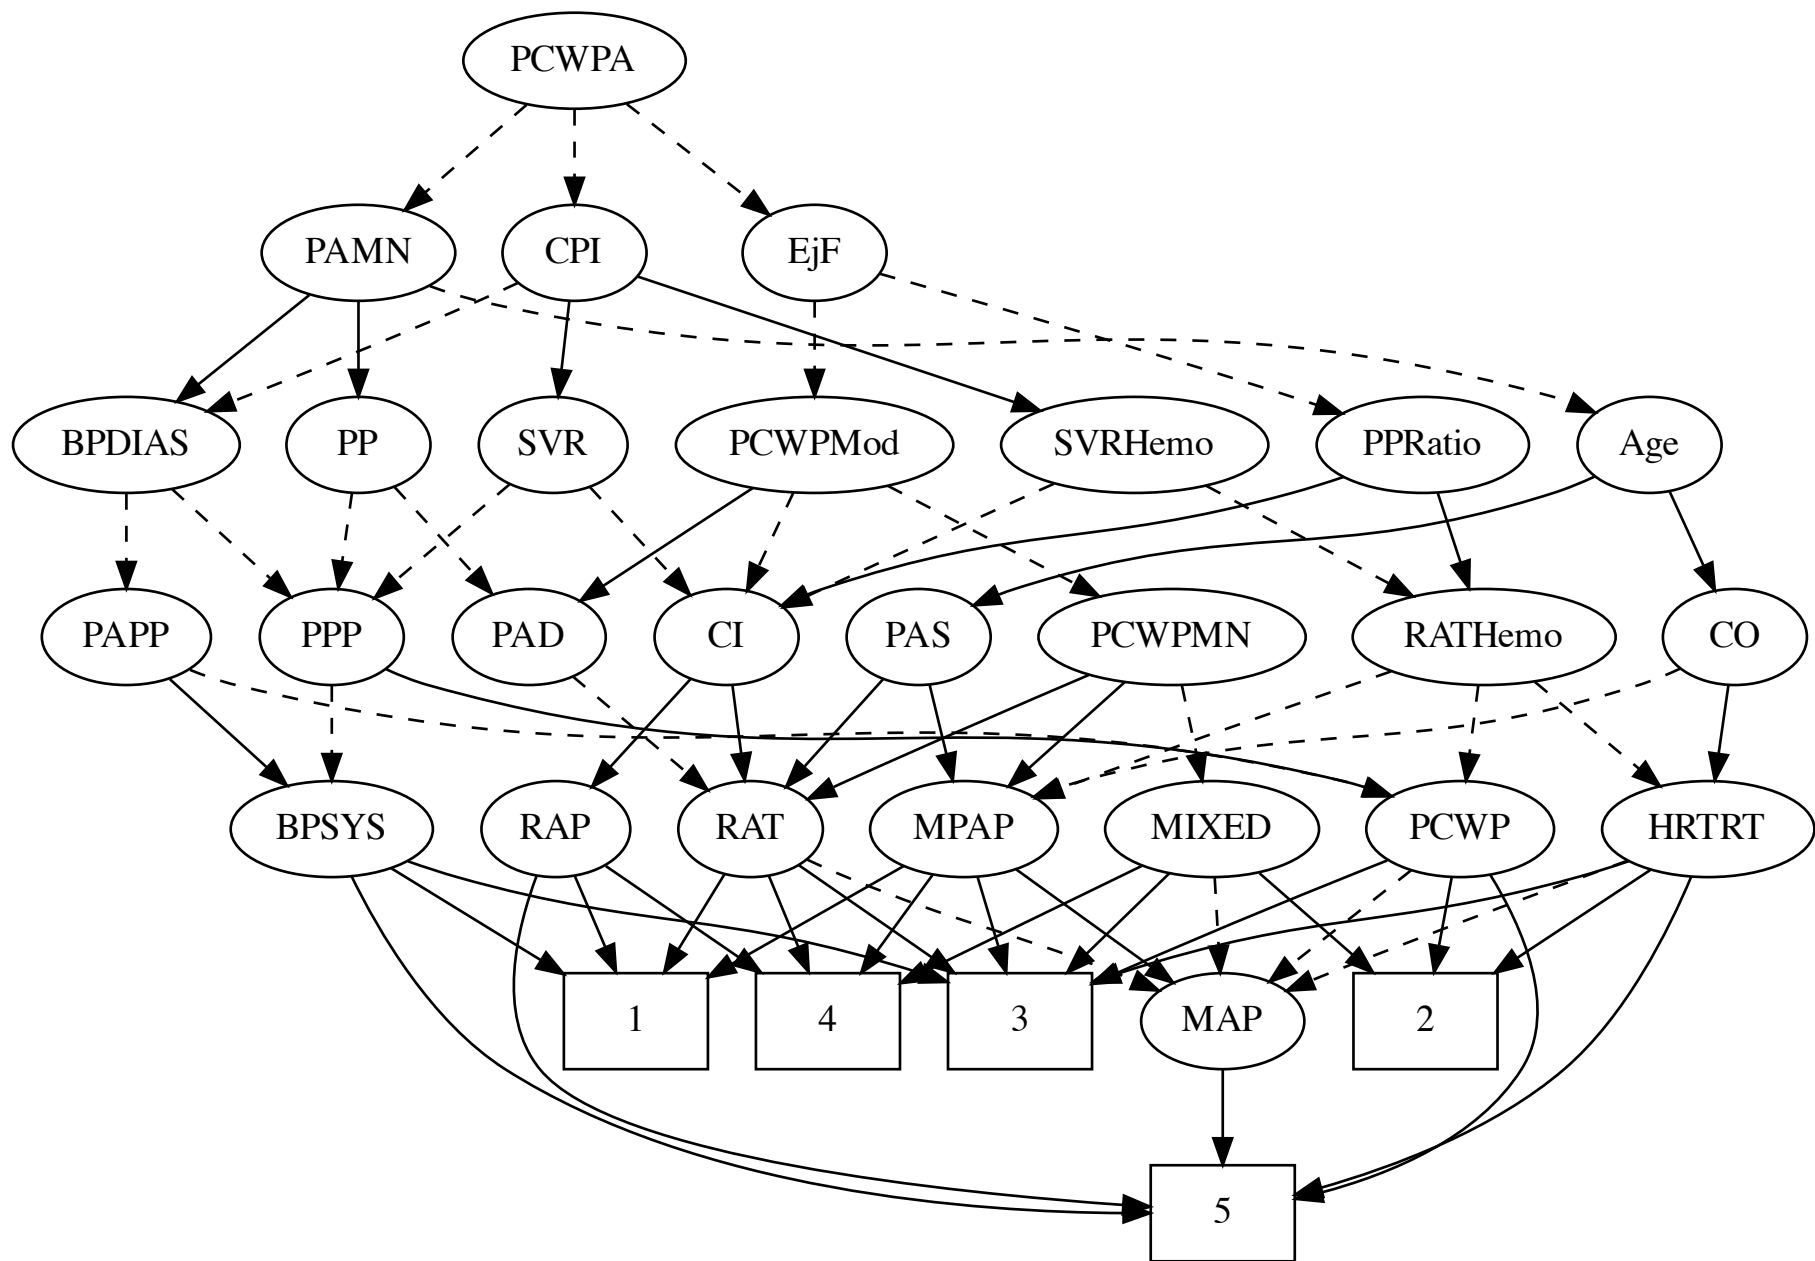 PCWPA
PAMN
CPI
EjF
BPDIAS
PP
SVR
PCWPMod
SVRHemo
PPRatio
Age
PAPP
PPP
PAD
CI
PAS
PCWPMN
RATHemo
CO
BPSYS
RAP
RAT
MPAP
MIXED
PCWP
HRTRT
1
4
3
MAP
2
5